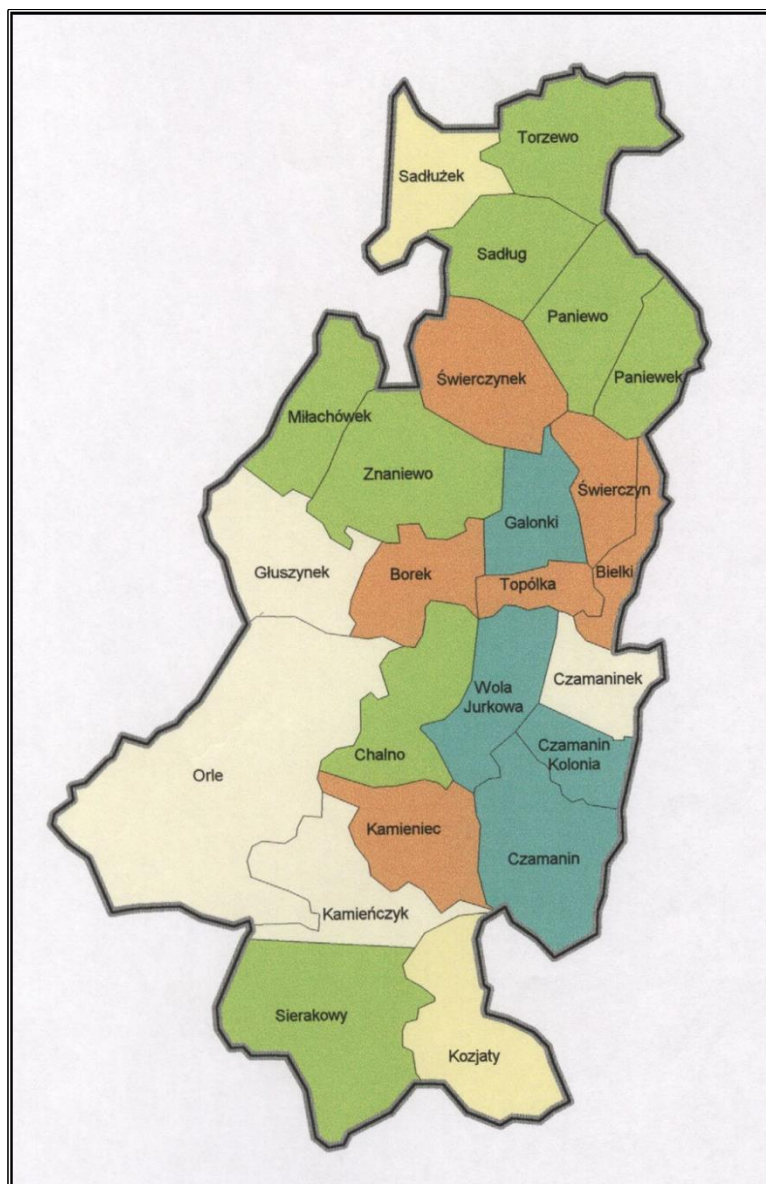 Torzewo
Sadłużek
Sadług
Paniewo
Paniewek
Świerczynek
Miłachówek
Znaniewo
Świerczyn
Galonki
Głuszynek
Borek
Topólka
Bielki
Czamaninek
Wola
Jurkowa
Czamanin
Kolonia
Chalno
Orle
Kamieniec
Czamanin
Kamieńczyk
Sierakowy
Kozjaty